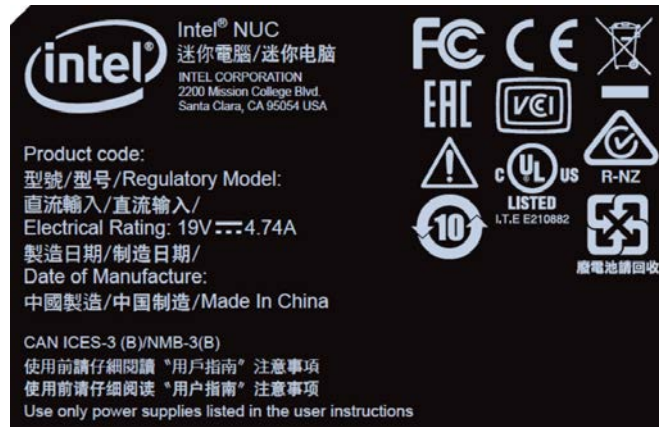 intel®
Intel® NUC
迷你電腦/迷你电脑
INTEL CORPORATION
2200 Mission College Blvd.
Santa Clara, CA 95054 USA
Product code:
型號/型号/Regulatory Model:
直流輸入/直流输入/
Electrical Rating: 19V⎓4.74A
製造日期/制造日期/
Date of Manufacture:
中國製造/中国制造/Made In China
CAN ICES-3 (B)/NMB-3(B)
使用前請仔細閱讀“用戶指南”注意事項
使用前请仔细阅读“用户指南”注意事项
Use only power supplies listed in the user instructions
FC CE
EAC VCI
R-NZ
C UL US
LISTED
I.T.E E210882
10
廢電池請回收